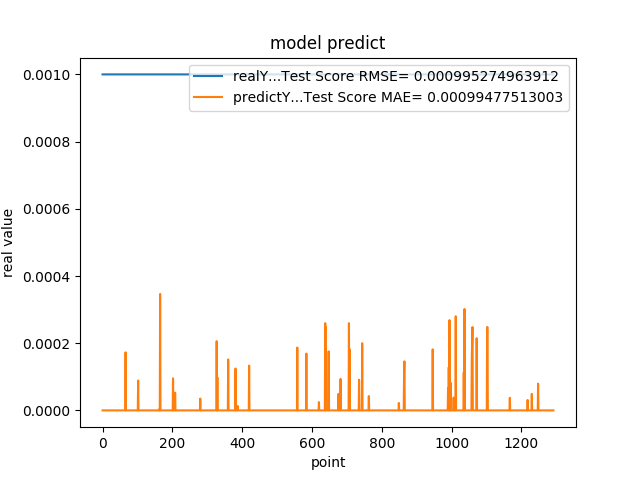 model predict
realY...Test Score RMSE= 0.000995274963912
predictY...Test Score MAE= 0.00099477513003
real value
0.0010
0.0008
0.0006
0.0004
0.0002
0.0000
0
200
400
600
800
1000
1200
point